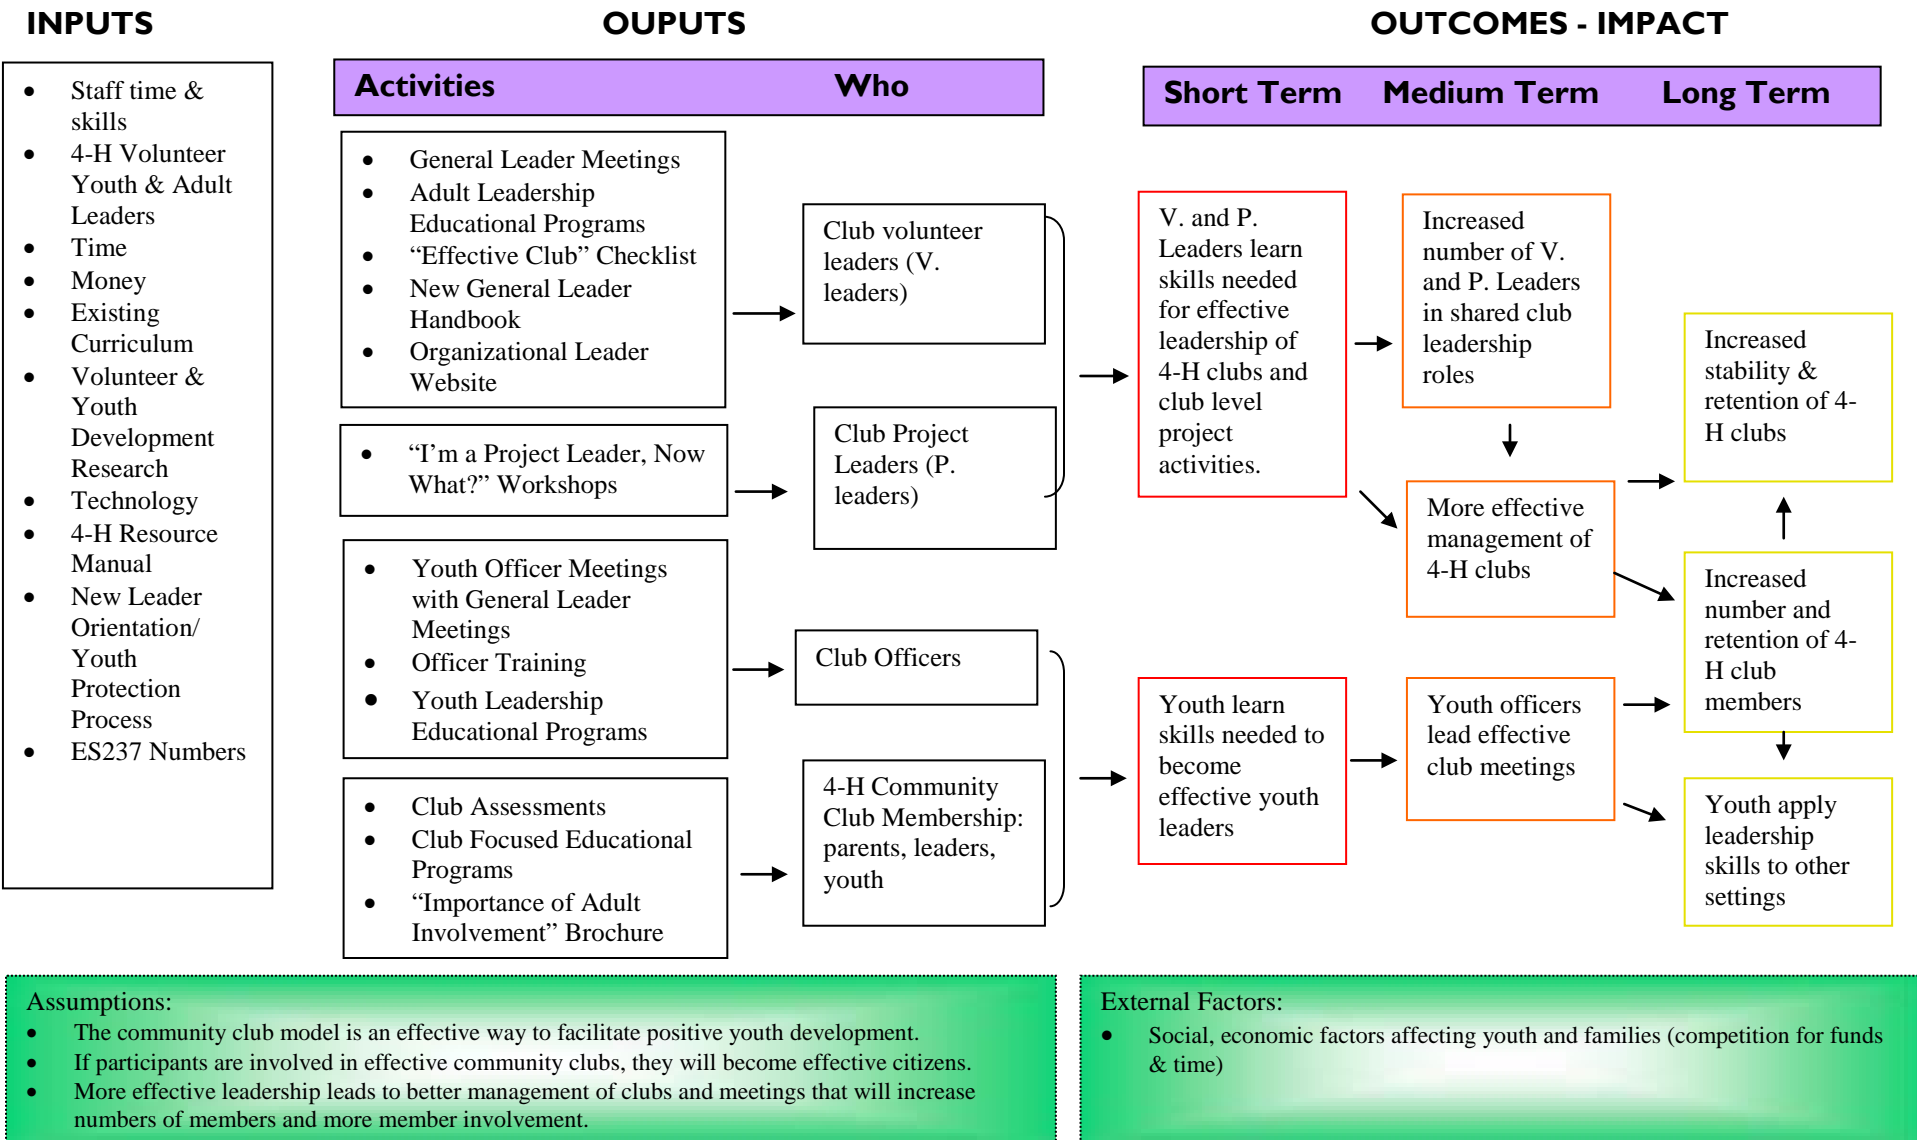 INPUTS
OUPUTS
OUTCOMES - IMPACT
• Staff time &
skills
• 4-H Volunteer
Youth & Adult
Leaders
• Time
• Money
• Existing
Curriculum
• Volunteer &
Youth
Development
Research
• Technology
• 4-H Resource
Manual
• New Leader
Orientation/
Youth
Protection
Process
• ES237 Numbers
Activities
Who
• General Leader Meetings
• Adult Leadership
Educational Programs
• “Effective Club” Checklist
• New General Leader
Handbook
• Organizational Leader
Website
Club volunteer
leaders (V.
leaders)
• “I’m a Project Leader, Now
What?” Workshops
Club Project
Leaders (P.
leaders)
• Youth Officer Meetings
with General Leader
Meetings
• Officer Training
• Youth Leadership
Educational Programs
Club Officers
• Club Assessments
• Club Focused Educational
Programs
• “Importance of Adult
Involvement” Brochure
4-H Community
Club Membership:
parents, leaders,
youth
Short Term
Medium Term
Long Term
V. and P.
Leaders learn
skills needed
for effective
leadership of
4-H clubs and
club level
project
activities.
Increased
number of V.
and P. Leaders
in shared club
leadership
roles
More effective
management of
4-H clubs
Increased
stability &
retention of 4-
H clubs
Increased
number and
retention of 4-
H club
members
Youth learn
skills needed to
become
effective youth
leaders
Youth officers
lead effective
club meetings
Youth apply
leadership
skills to other
settings
Assumptions:
• The community club model is an effective way to facilitate positive youth development.
• If participants are involved in effective community clubs, they will become effective citizens.
• More effective leadership leads to better management of clubs and meetings that will increase
numbers of members and more member involvement.
External Factors:
• Social, economic factors affecting youth and families (competition for funds
& time)